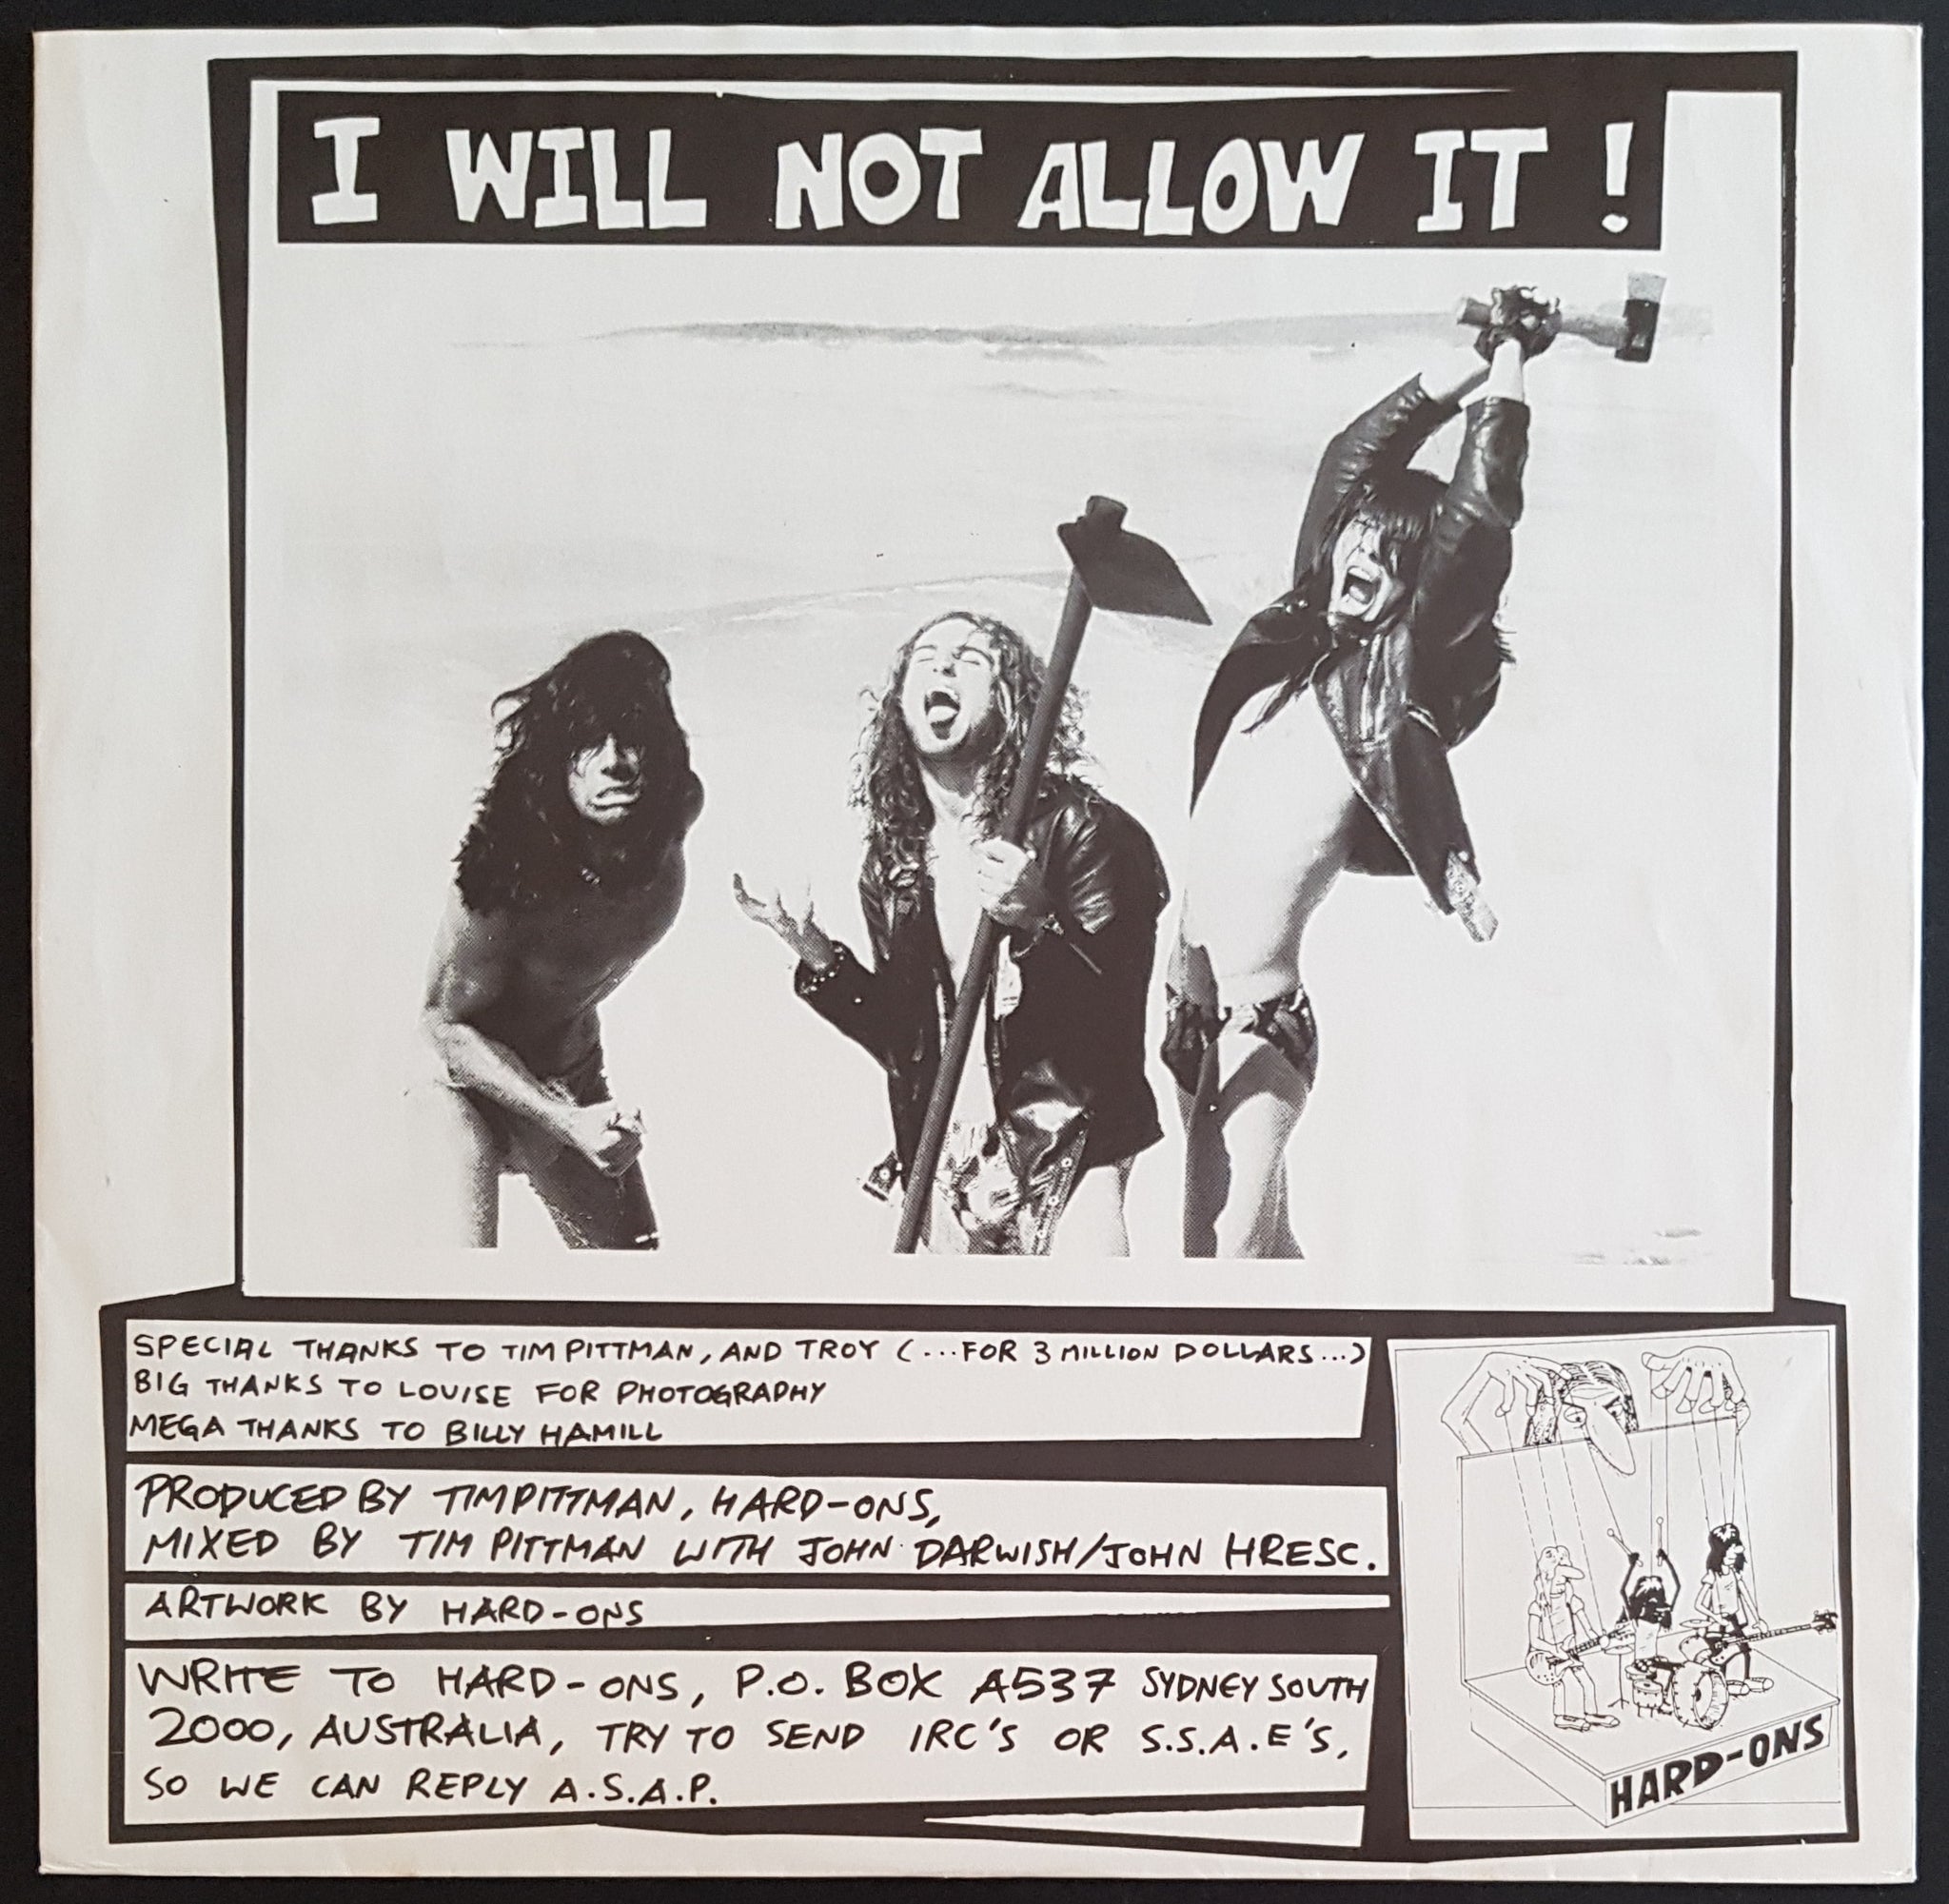 I WILL NOT ALLOW IT !
SPECIAL THANKS TO TIM PITTMAN, AND TROY (...FOR 3 MILLION DOLLARS...)
BIG THANKS TO LOUISE FOR PHOTOGRAPHY
MEGA THANKS TO BILLY HAMILL
PRODUCED BY TIM PITTMAN, HARD-ONS,
MIXED BY TIM PITTMAN WITH JOHN DARWISH/JOHN HRESC.
ARTWORK BY HARD-ONS
WRITE TO HARD-ONS, P.O. BOX A537 SYDNEY SOUTH
2000, AUSTRALIA, TRY TO SEND IRC'S OR S.S.A.E'S,
SO WE CAN REPLY A.S.A.P.
HARD-ONS